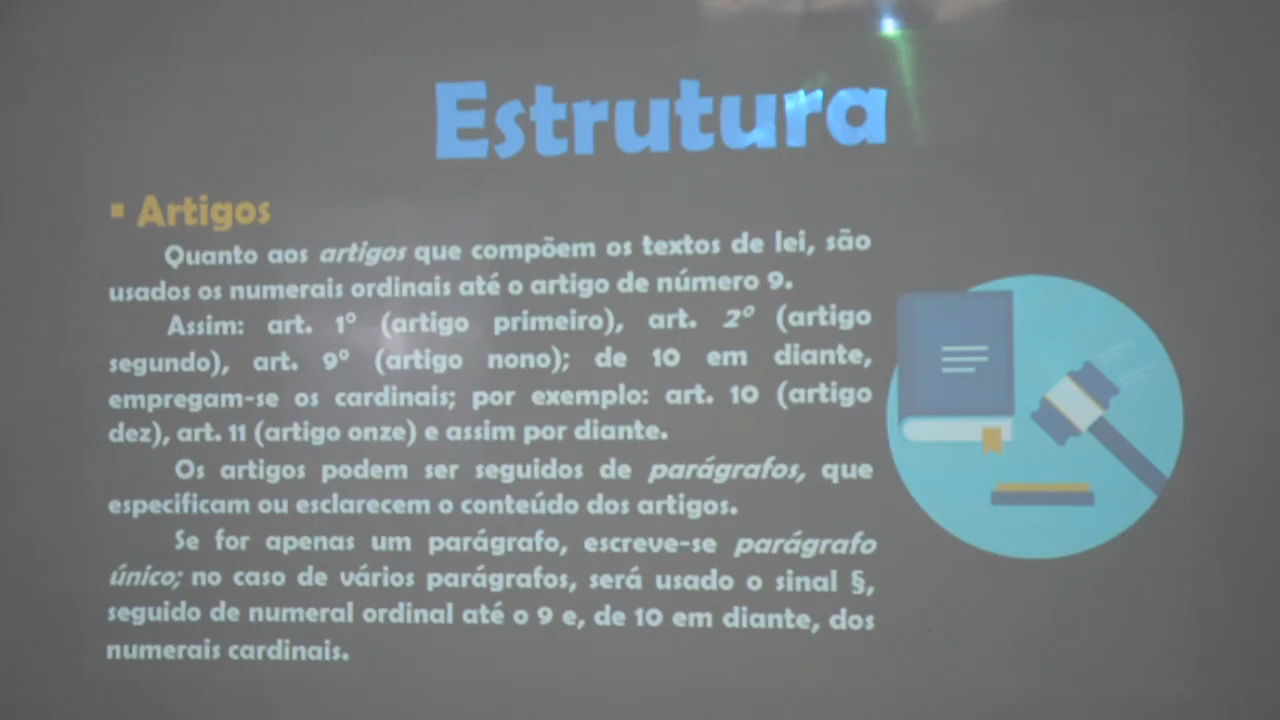 Estrutura
▪ Artigos
Quanto aos artigos que compõem os textos de lei, são
usados os numerais ordinais até o artigo de número 9.
Assim: art. 1º (artigo primeiro), art. 2º (artigo
segundo), art. 9º (artigo nono); de 10 em diante,
empregam-se os cardinais; por exemplo: art. 10 (artigo
dez), art. 11 (artigo onze) e assim por diante.
Os artigos podem ser seguidos de parágrafos, que
especificam ou esclarecem o conteúdo dos artigos.
Se for apenas um parágrafo, escreve-se parágrafo
único; no caso de vários parágrafos, será usado o sinal §,
seguido de numeral ordinal até o 9 e, de 10 em diante, dos
numerais cardinais.